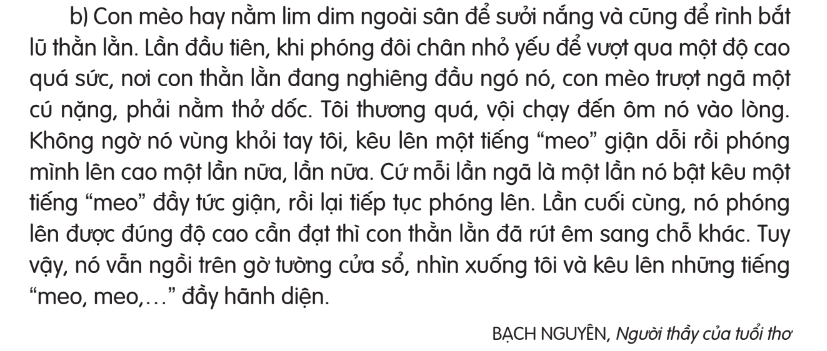 b) Con mèo hay nằm lim dim ngoài sân để sưởi nắng và cũng để rình bắt
lũ thằn lằn. Lần đầu tiên, khi phóng đôi chân nhỏ yếu để vượt qua một độ cao
quá sức, nơi con thằn lằn đang nghiêng đầu ngó nó, con mèo trượt ngã một
cú nặng, phải nằm thở dốc. Tôi thương quá, vội chạy đến ôm nó vào lòng.
Không ngờ nó vùng khỏi tay tôi, kêu lên một tiếng “meo” giận dỗi rồi phóng
mình lên cao một lần nữa, lần nữa. Cứ mỗi lần ngã là một lần nó bật kêu một
tiếng “meo” đầy tức giận, rồi lại tiếp tục phóng lên. Lần cuối cùng, nó phóng
lên được đúng độ cao cần đạt thì con thằn lằn đã rút êm sang chỗ khác. Tuy
vậy, nó vẫn ngồi trên gờ tường cửa sổ, nhìn xuống tôi và kêu lên những tiếng
“meo, meo,…” đầy hãnh diện.
BẠCH NGUYÊN, Người thầy của tuổi thơ